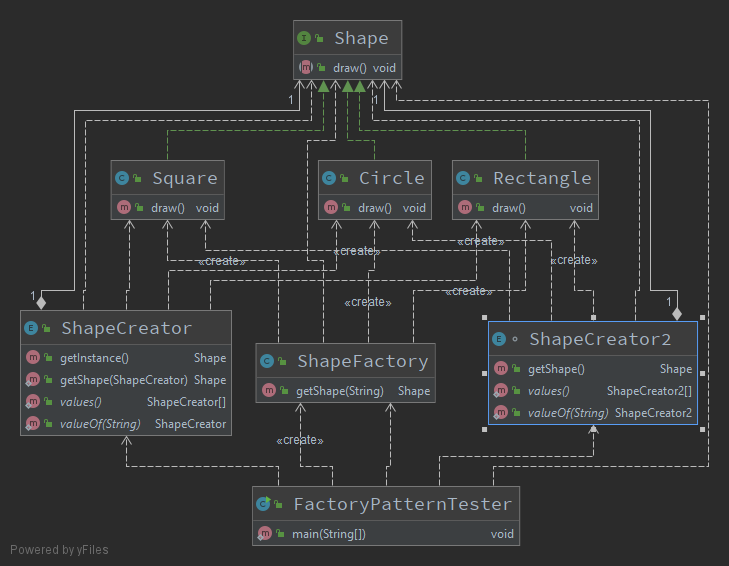 I Shape
m draw() void
1
1
C Square
m draw() void
C Circle
m draw() void
C Rectangle
m draw() void
«create»
«create»
«create»
«create»
«create»
1
1
E ShapeCreator
m getInstance() Shape
m getShape(ShapeCreator) Shape
m values() ShapeCreator[]
m valueOf(String) ShapeCreator
C ShapeFactory
m getShape(String) Shape
E ShapeCreator2
m getShape() Shape
m values() ShapeCreator2[]
m valueOf(String) ShapeCreator2
«create»
C FactoryPatternTester
m main(String[]) void
Powered by yFiles